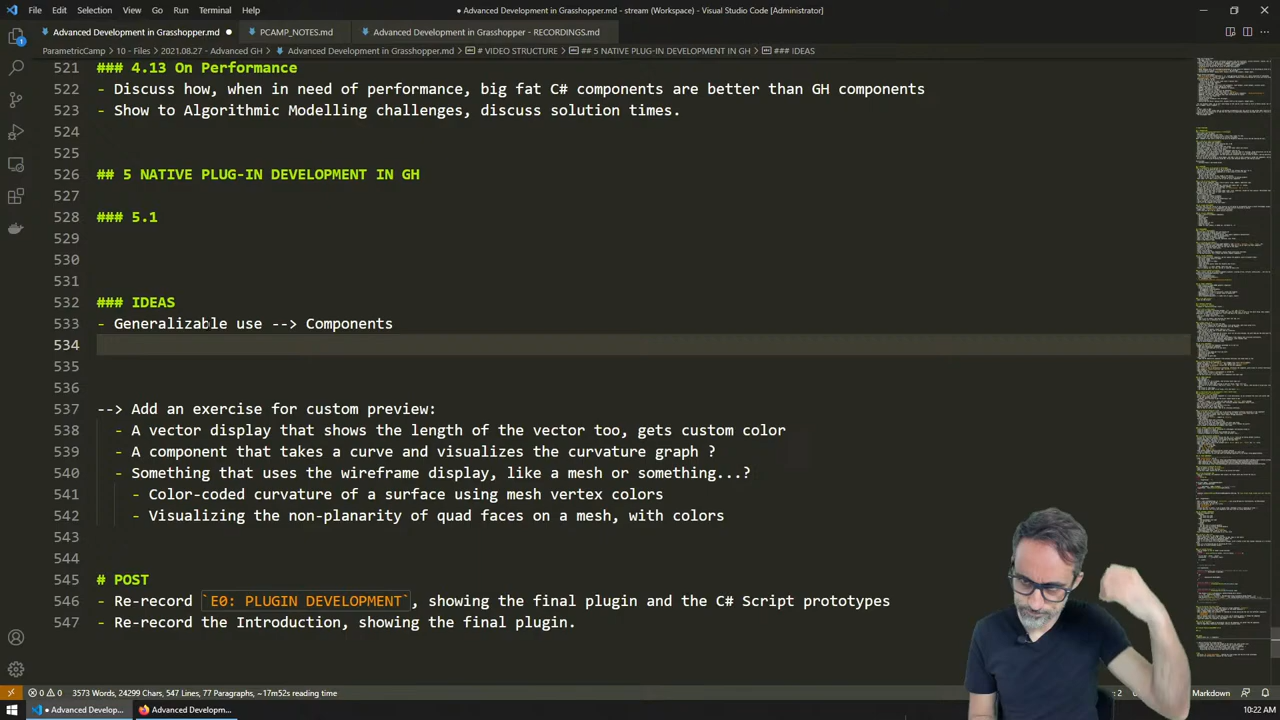 File Edit Selection View Go Run Terminal Help
● Advanced Development in Grasshopper.md - stream (Workspace) - Visual Studio Code [Administrator]
Advanced Development in Grasshopper.md ●
PCAMP_NOTES.md
Advanced Development in Grasshopper - RECORDINGS.md
ParametricCamp > 10 - Files > 2021.08.27 - Advanced GH > Advanced Development in Grasshopper.md > # VIDEO STRUCTURE > ## 5 NATIVE PLUG-IN DEVELOPMENT IN GH > ### IDEAS
521 ### 4.13 On Performance
522 - Discuss how, when in need of performance, big fat C# components are better than GH components
523 - Show to Algorithmic Modelling challenges, discuss solution times.
524
525
526 ## 5 NATIVE PLUG-IN DEVELOPMENT IN GH
527
528 ### 5.1
529
530
531
532 ### IDEAS
533 - Generalizable use --> Components
534
535
536
537 --> Add an exercise for custom preview:
538 - A vector display that shows the length of the vector too, gets custom color
539 - A component that takes a curve and visualizes a curvature graph ?
540 - Something that uses the wireframe display... a mesh or something...?
541 - Color-coded curvature for a surface using mesh vertex colors
542 - Visualizing the non-planarity of quad faces in a mesh, with colors
543
544
545 # POST
546 - Re-record `E0: PLUGIN DEVELOPMENT`, showing the final plugin and the C# Script prototypes
547 - Re-record the Introduction, showing the final plugin.
0 0 3573 Words, 24299 Chars, 547 Lines, 77 Paragraphs, ~17m52s reading time
Markdown
● Advanced Develop...
Advanced Developm...
10:22 AM